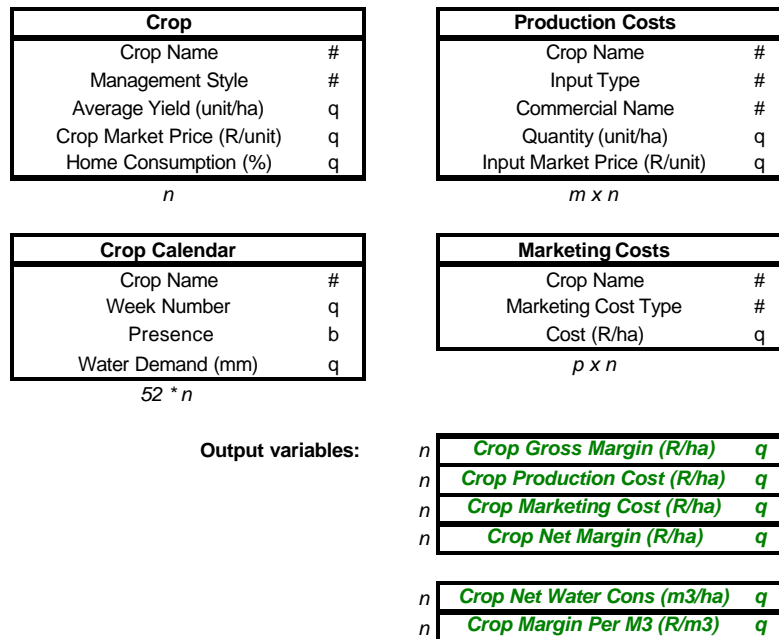 Crop
Crop Name #
Management Style #
Average Yield (unit/ha) q
Crop Market Price (R/unit) q
Home Consumption (%) q
n
Production Costs
Crop Name #
Input Type #
Commercial Name #
Quantity (unit/ha) q
Input Market Price (R/unit) q
m x n
Crop Calendar
Crop Name #
Week Number q
Presence b
Water Demand (mm) q
52 * n
Marketing Costs
Crop Name #
Marketing Cost Type #
Cost (R/ha) q
p x n
Output variables:
n Crop Gross Margin (R/ha) q
n Crop Production Cost (R/ha) q
n Crop Marketing Cost (R/ha) q
n Crop Net Margin (R/ha) q
n Crop Net Water Cons (m3/ha) q
n Crop Margin Per M3 (R/m3) q